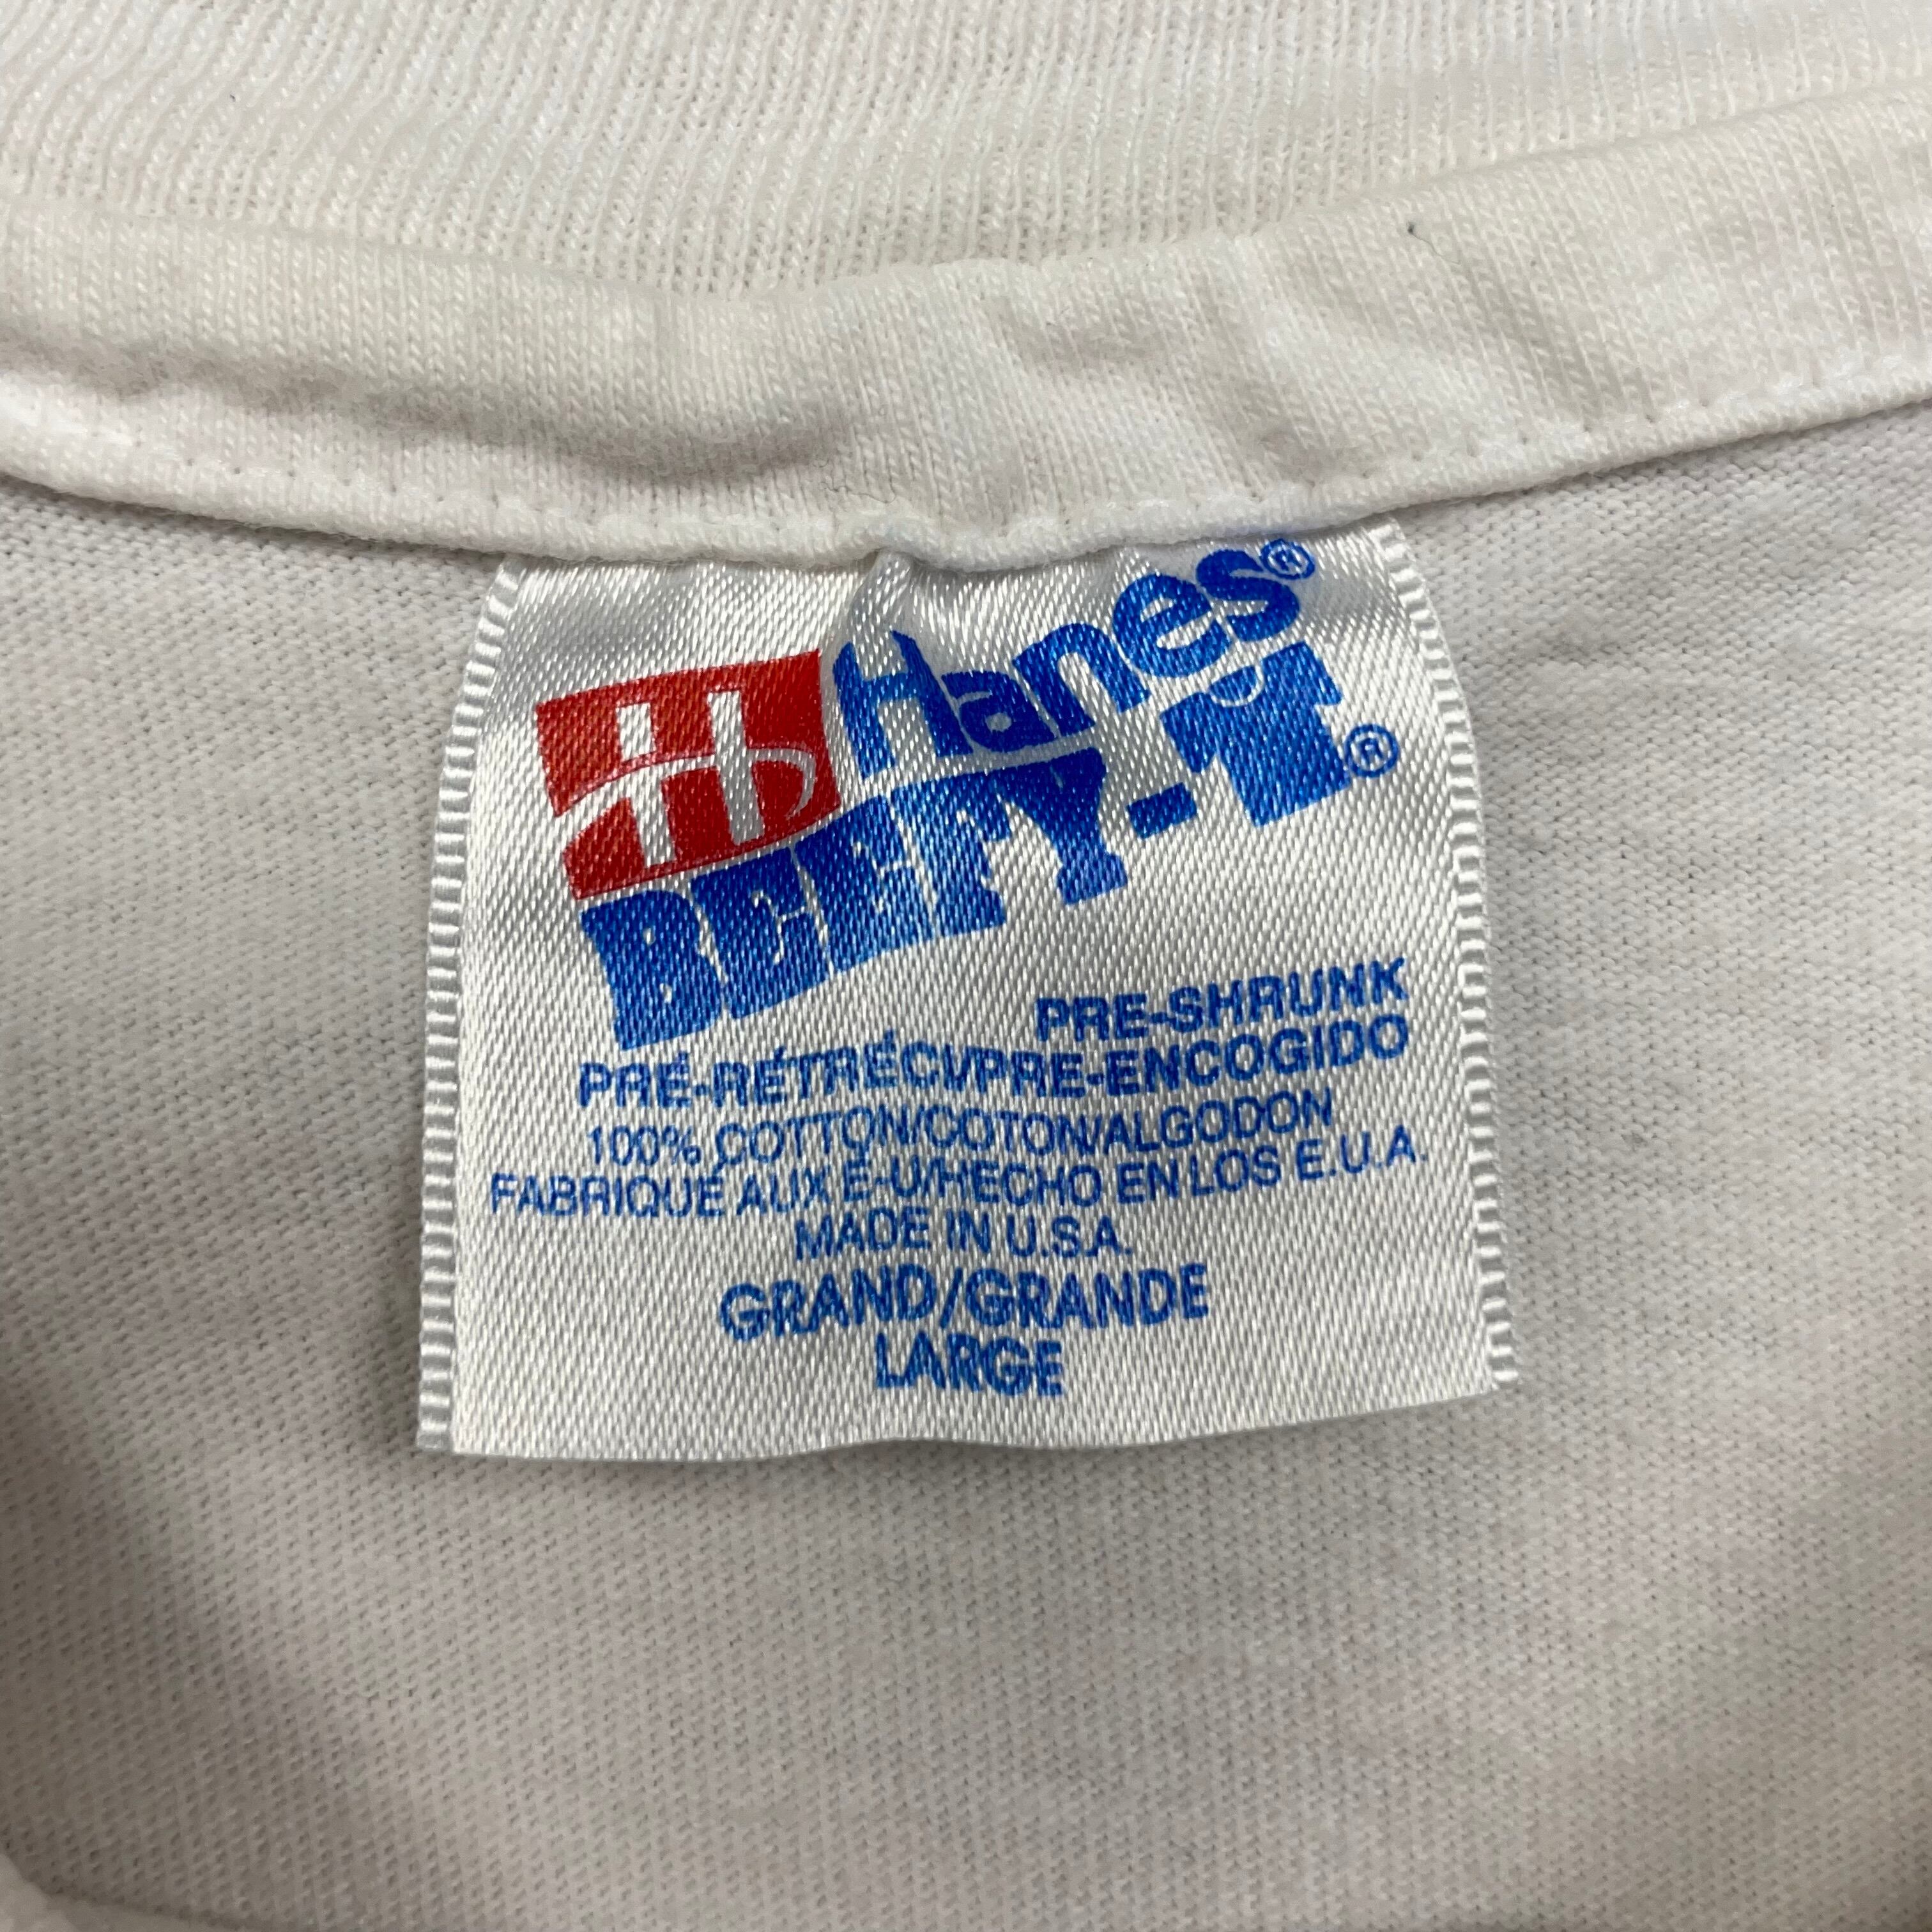 Hanes®
BEEFY-T®
PRE-SHRUNK
PRÉ-RÉTRÉCI/PRE-ENCOGIDO
100% COTTON/COTON/ALGODON
FABRIQUÉ AUX É-U/HECHO EN LOS E.U.A.
MADE IN U.S.A.
GRAND/GRANDE
LARGE